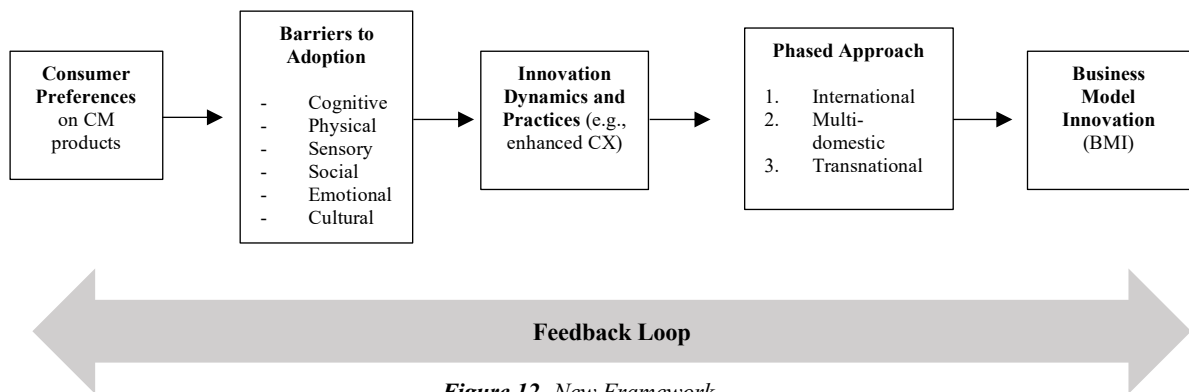 Consumer
Preferences
on CM
products
Barriers to
Adoption
- Cognitive
- Physical
- Sensory
- Social
- Emotional
- Cultural
Innovation
Dynamics and
Practices (e.g.,
enhanced CX)
Phased Approach
1. International
2. Multi-
domestic
3. Transnational
Business
Model
Innovation
(BMI)
Feedback Loop
Figure 12. New Framework